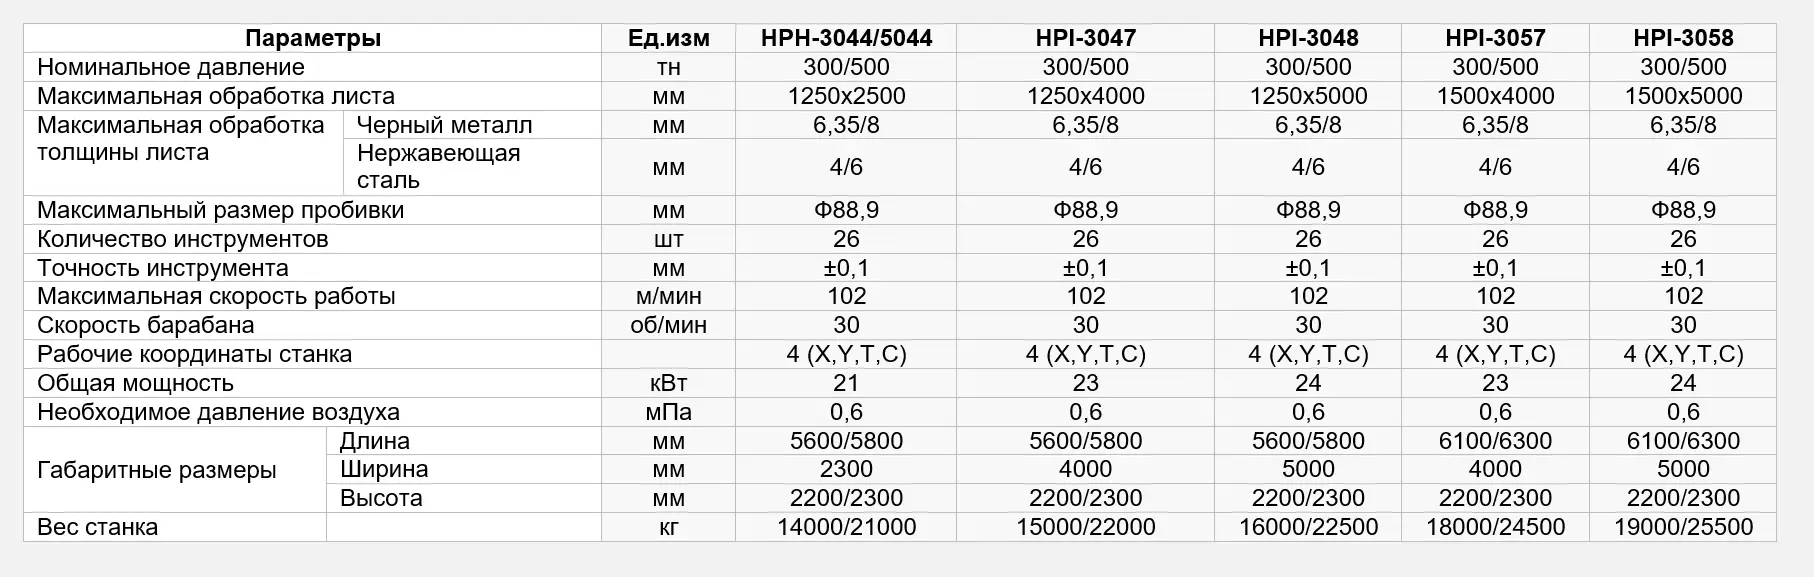 Параметры Ед.изм HPH-3044/5044 HPI-3047 HPI-3048 HPI-3057 HPI-3058
Номинальное давление тн 300/500 300/500 300/500 300/500 300/500
Максимальная обработка листа мм 1250x2500 1250x4000 1250x5000 1500x4000 1500x5000
Максимальная обработка толщины листа Черный металл мм 6,35/8 6,35/8 6,35/8 6,35/8 6,35/8
Нержавеющая сталь мм 4/6 4/6 4/6 4/6 4/6
Максимальный размер пробивки мм Ф88,9 Ф88,9 Ф88,9 Ф88,9 Ф88,9
Количество инструментов шт 26 26 26 26 26
Точность инструмента мм ±0,1 ±0,1 ±0,1 ±0,1 ±0,1
Максимальная скорость работы м/мин 102 102 102 102 102
Скорость барабана об/мин 30 30 30 30 30
Рабочие координаты станка 4 (X,Y,T,C) 4 (X,Y,T,C) 4 (X,Y,T,C) 4 (X,Y,T,C) 4 (X,Y,T,C)
Общая мощность кВт 21 23 24 23 24
Необходимое давление воздуха мПа 0,6 0,6 0,6 0,6 0,6
Габаритные размеры Длина мм 5600/5800 5600/5800 5600/5800 6100/6300 6100/6300
Ширина мм 2300 4000 5000 4000 5000
Высота мм 2200/2300 2200/2300 2200/2300 2200/2300 2200/2300
Вес станка кг 14000/21000 15000/22000 16000/22500 18000/24500 19000/25500